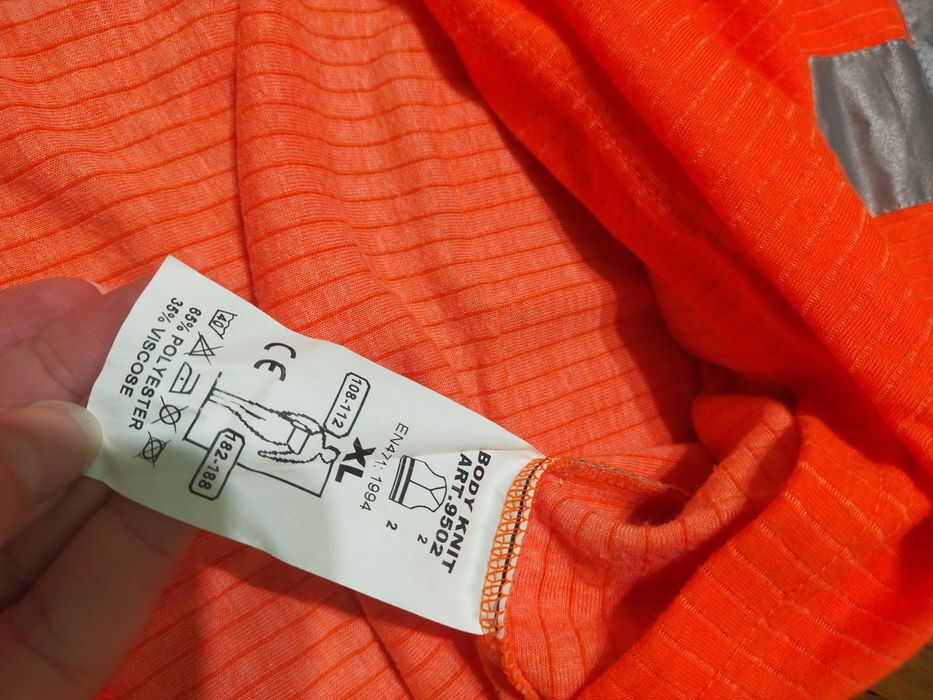 BODY KNIT
ART.9502
EN471:1994
2
2
XL
108-112
182-188
CE
40
65% POLYESTER
35% VISCOSE